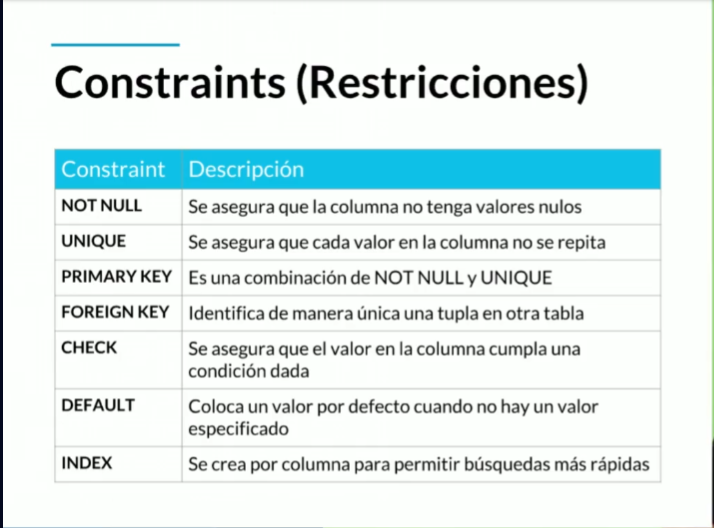 Constraints (Restricciones)
Constraint Descripción
NOT NULL Se asegura que la columna no tenga valores nulos
UNIQUE Se asegura que cada valor en la columna no se repita
PRIMARY KEY Es una combinación de NOT NULL y UNIQUE
FOREIGN KEY Identifica de manera única una tupla en otra tabla
CHECK Se asegura que el valor en la columna cumpla una
condición dada
DEFAULT Coloca un valor por defecto cuando no hay un valor
especificado
INDEX Se crea por columna para permitir búsquedas más rápidas